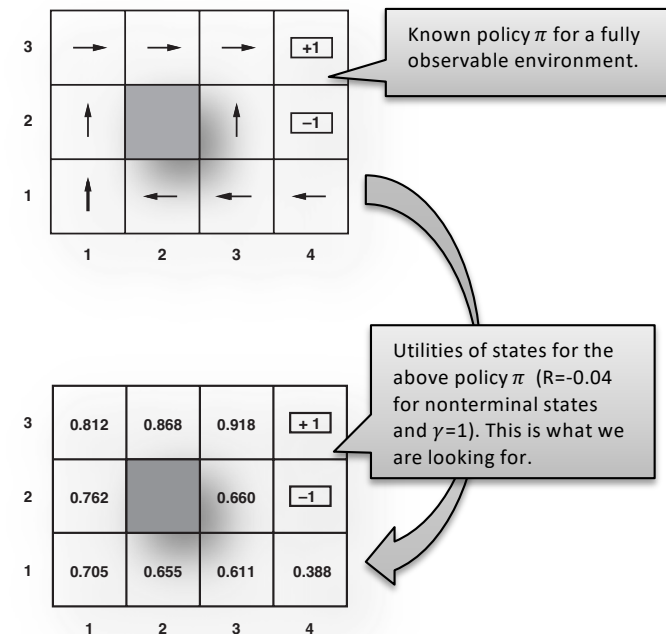 3 +1
Known policy π for a fully
observable environment.
2 −1
1
1 2 3 4
Utilities of states for the
above policy π (R=-0.04
for nonterminal states
and γ=1). This is what we
are looking for.
3 0.812 0.868 0.918 + 1
2 0.762 0.660 −1
1 0.705 0.655 0.611 0.388
1 2 3 4